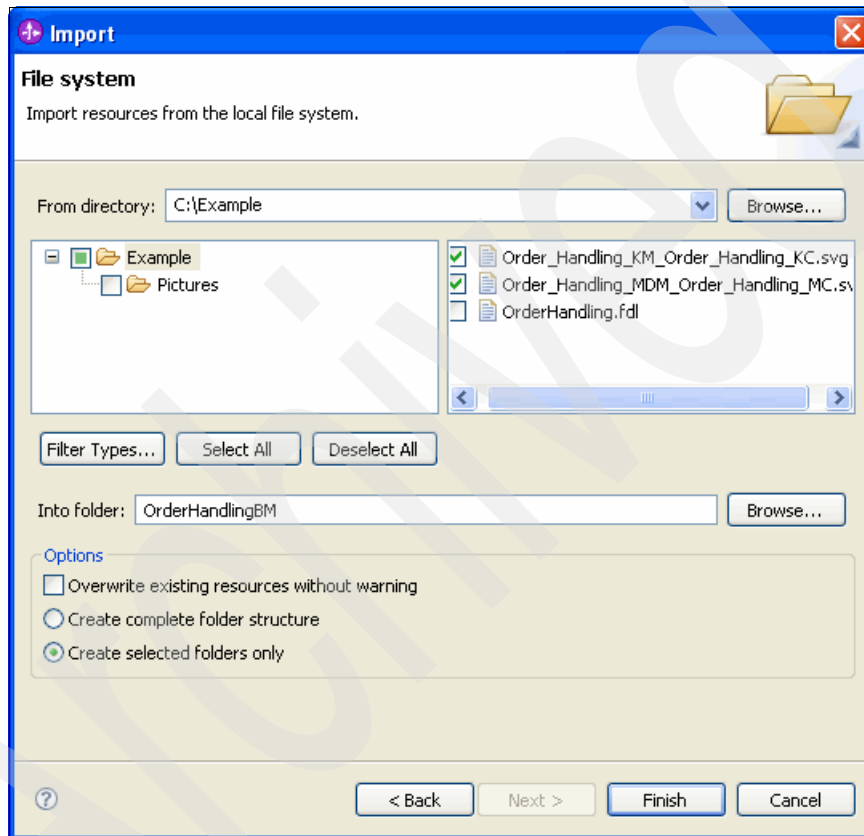 Import
File system
Import resources from the local file system.
From directory: C:\Example Browse...
Example
Pictures
Order_Handling_KM_Order_Handling_KC.svg
Order_Handling_MDM_Order_Handling_MC.sv
OrderHandling.fdl
Filter Types... Select All Deselect All
Into folder: OrderHandlingBM Browse...
Options
Overwrite existing resources without warning
Create complete folder structure
Create selected folders only
? < Back Next > Finish Cancel